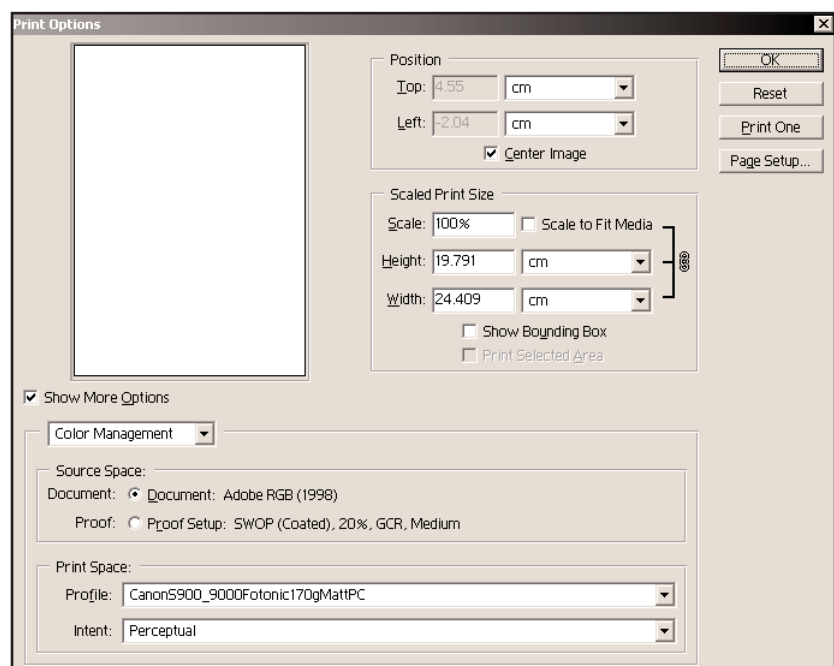 Print Options
Position
Top: 4.55 cm
Left: -2.04 cm
Center Image
OK
Reset
Print One
Page Setup...
Scaled Print Size
Scale: 100% Scale to Fit Media
Height: 19.791 cm
Width: 24.409 cm
Show Bounding Box
Print Selected Area
Show More Options
Color Management
Source Space:
Document: Document: Adobe RGB (1998)
Proof: Proof Setup: SWOP (Coated), 20%, GCR, Medium
Print Space:
Profile: CanonS900_9000Fotonic170gMattPC
Intent: Perceptual